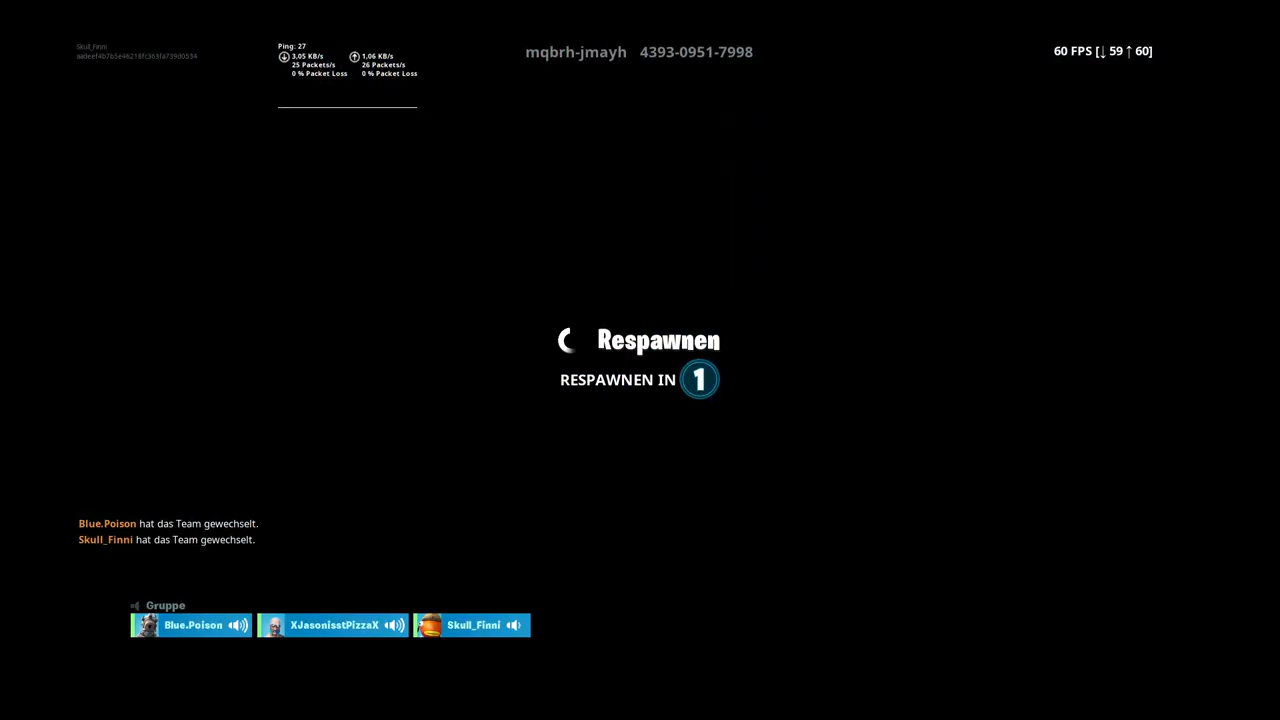 Skull_Finni
Ping: 27
3,05 KB/s
1,06 KB/s
25 Packets/s
26 Packets/s
0 % Packet Loss
0 % Packet Loss
mqbrh-jmayh 4393-0951-7998
60 FPS [↓ 59 ↑ 60]
Respawnen
RESPAWNEN IN 1
Blue.Poison hat das Team gewechselt.
Skull_Finni hat das Team gewechselt.
Gruppe
Blue.Poison
XJasonisstPizzaX
Skull_Finni